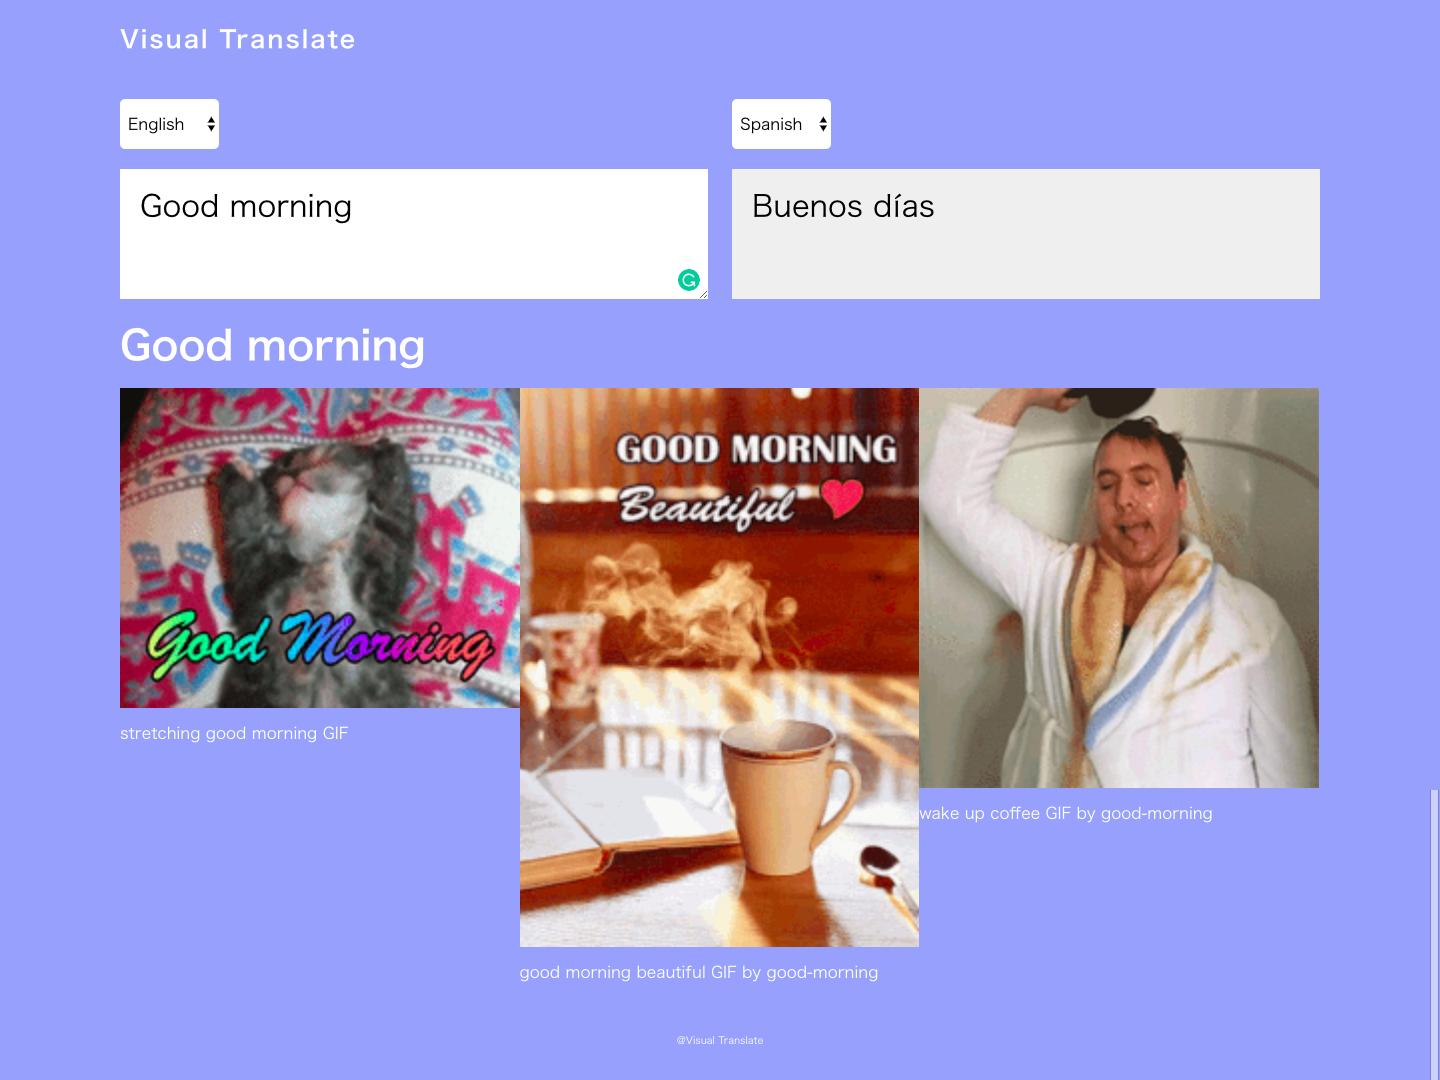 Visual Translate
English
Spanish
Good morning
Buenos días
Good morning
Good Morning
GOOD MORNING
Beautiful
stretching good morning GIF
wake up coffee GIF by good-morning
good morning beautiful GIF by good-morning
@Visual Translate